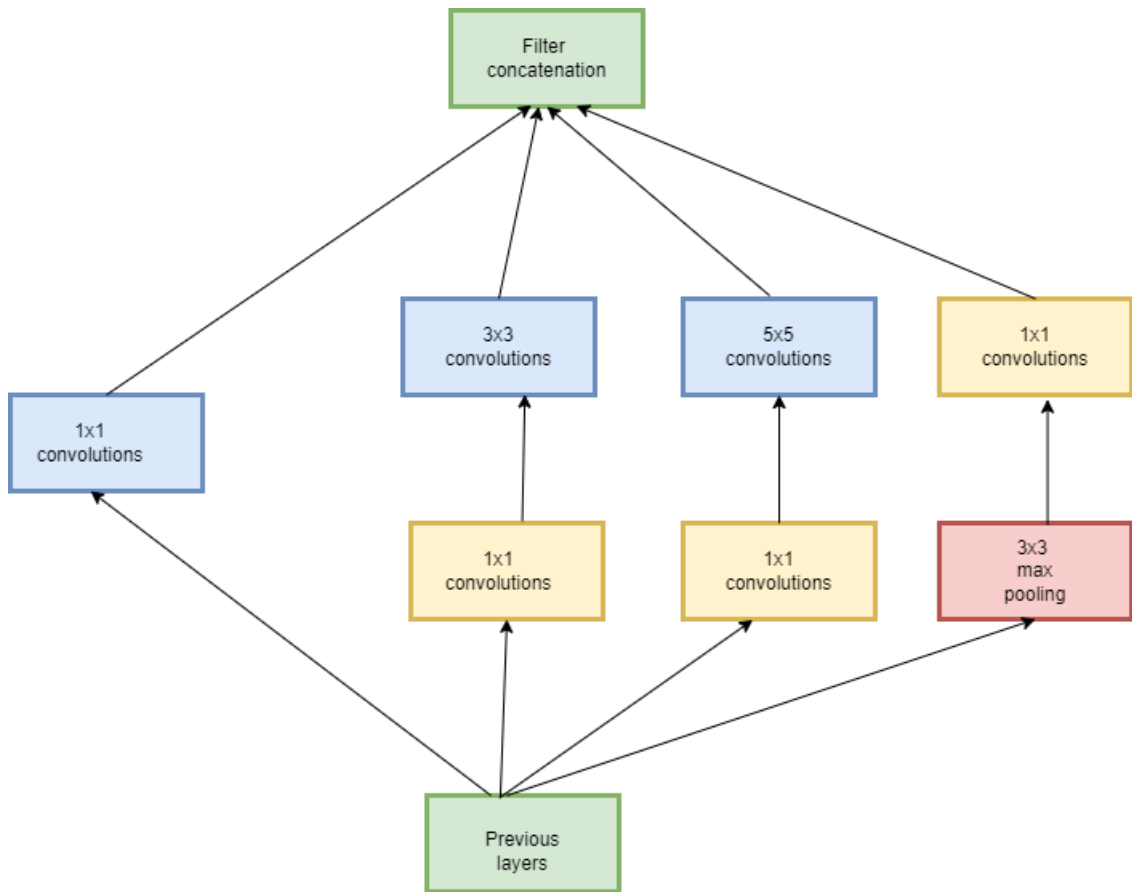 Filter
concatenation
3x3
convolutions
5x5
convolutions
1x1
convolutions
1x1
convolutions
1x1
convolutions
1x1
convolutions
3x3
max
pooling
Previous
layers